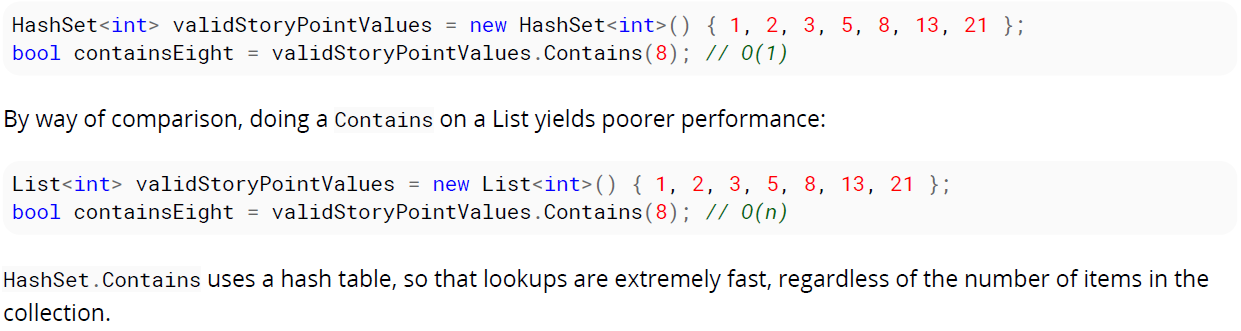 HashSet<int> validStoryPointValues = new HashSet<int>() { 1, 2, 3, 5, 8, 13, 21 };
bool containsEight = validStoryPointValues.Contains(8); // O(1)
By way of comparison, doing a Contains on a List yields poorer performance:
List<int> validStoryPointValues = new List<int>() { 1, 2, 3, 5, 8, 13, 21 };
bool containsEight = validStoryPointValues.Contains(8); // O(n)
HashSet.Contains uses a hash table, so that lookups are extremely fast, regardless of the number of items in the
collection.